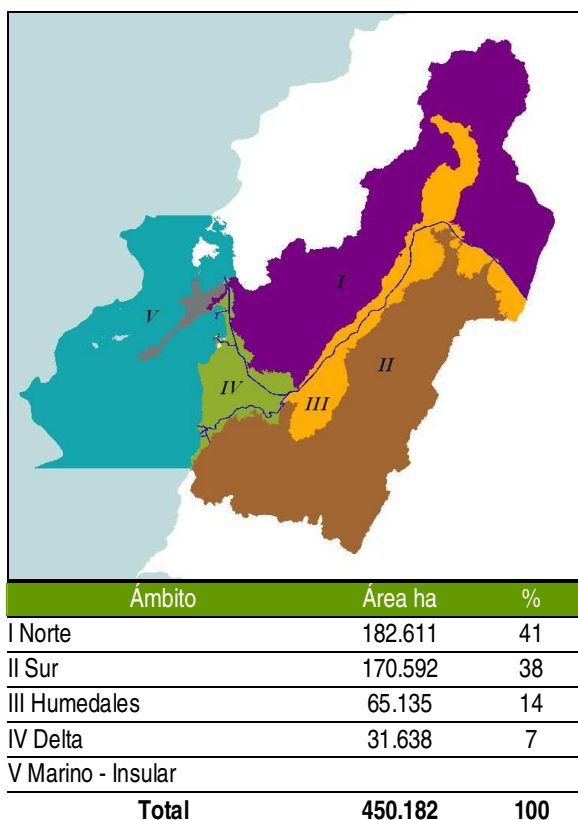 I
V
II
IV
III
Ámbito Área ha %
I Norte 182.611 41
II Sur 170.592 38
III Humedales 65.135 14
IV Delta 31.638 7
V Marino - Insular
Total 450.182 100